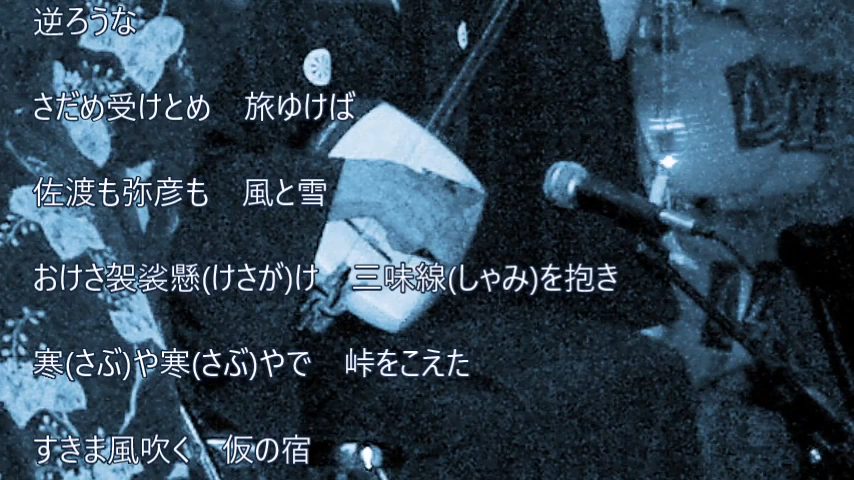 逆ろうな
さだめ受けとめ　旅ゆけば
佐渡も弥彦も　風と雪
おけさ袈裟懸(けさが)け　三味線(しゃみ)を抱き
寒(さぶ)や寒(さぶ)やで　峠をこえた
すきま風吹く　仮の宿